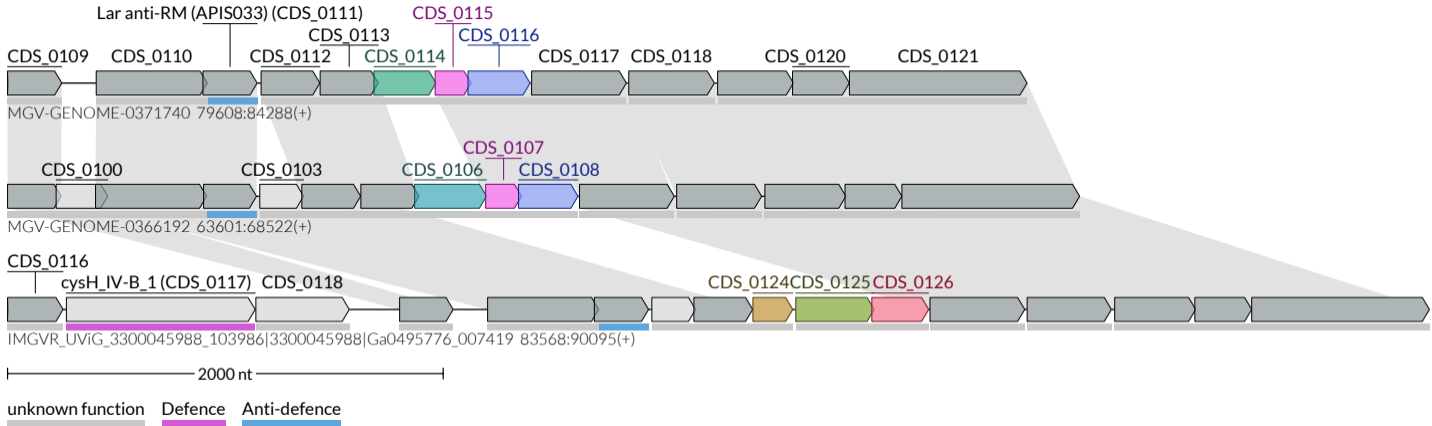 Lar anti-RM (APIS033) (CDS_0111) CDS_0115
CDS_0113 CDS_0116
CDS_0109 CDS_0110 CDS_0112 CDS_0114 CDS_0117 CDS_0118 CDS_0120 CDS_0121
MGV-GENOME-0371740 79608:84288(+)
CDS_0107
CDS_0100 CDS_0103 CDS_0106 CDS_0108
MGV-GENOME-0366192 63601:68522(+)
CDS_0116
cysH_IV-B_1 (CDS_0117) CDS_0118 CDS_0124 CDS_0125 CDS_0126
IMGVR_UViG_3300045988_103986|3300045988|Ga0495776_007419 83568:90095(+)
2000 nt
unknown function Defence Anti-defence